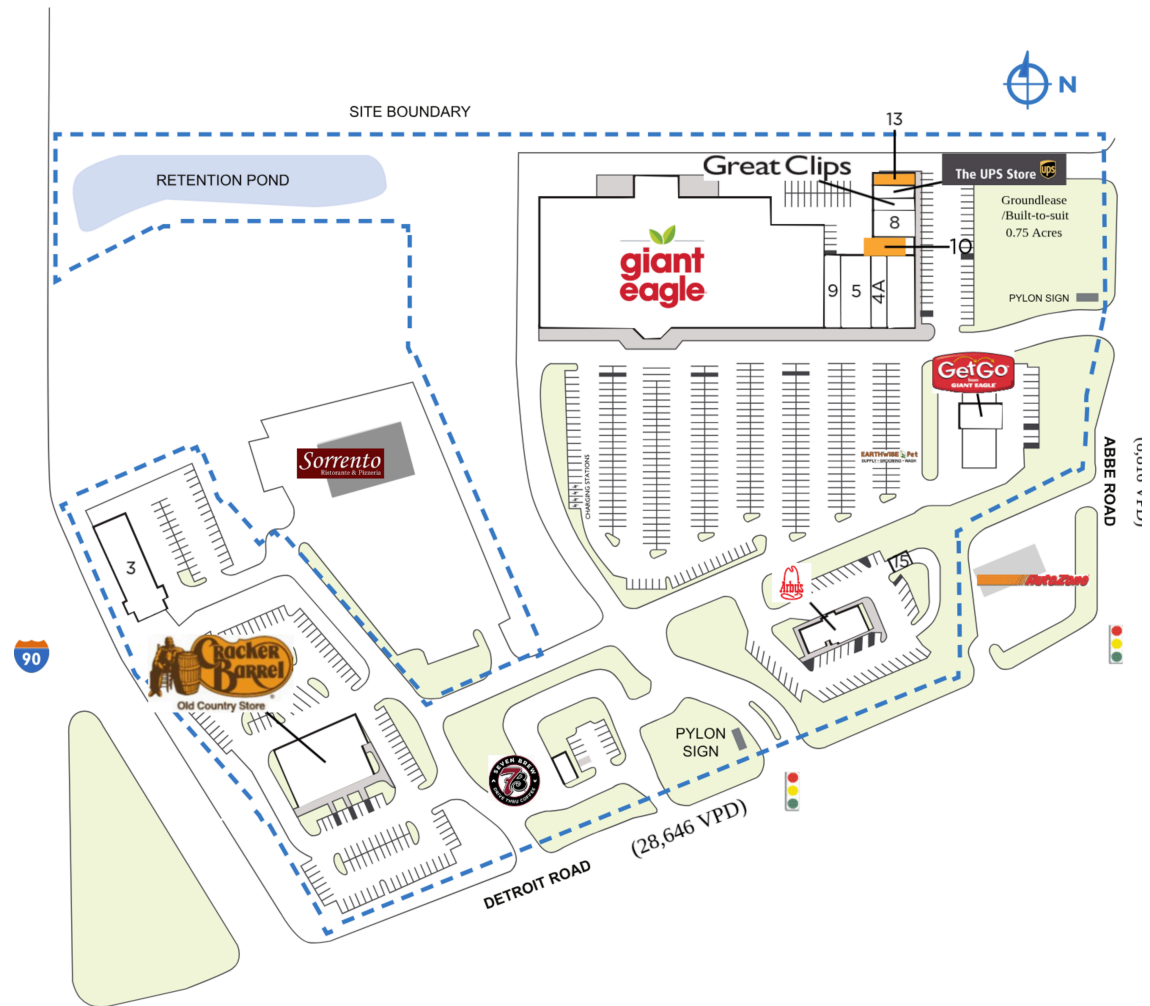 N
SITE BOUNDARY
13
RETENTION POND
Great Clips
The UPS Store
ups
Groundlease
/Built-to-suit
0.75 Acres
8
10
giant
eagle
9
5
4A
PYLON SIGN
GetGo
from
GIANT EAGLE
ABBE ROAD
EARTHWISE Pet
SUPPLY • GROOMING • WASH
CHARGING STATIONS
Sorrento
Ristorante & Pizzeria
3
Arby's
AutoZone
90
CRACKER
BARREL
Old Country Store
PYLON
SIGN
SEVEN BREW
7B
DRIVE THRU COFFEE
(28,646 VPD)
DETROIT ROAD